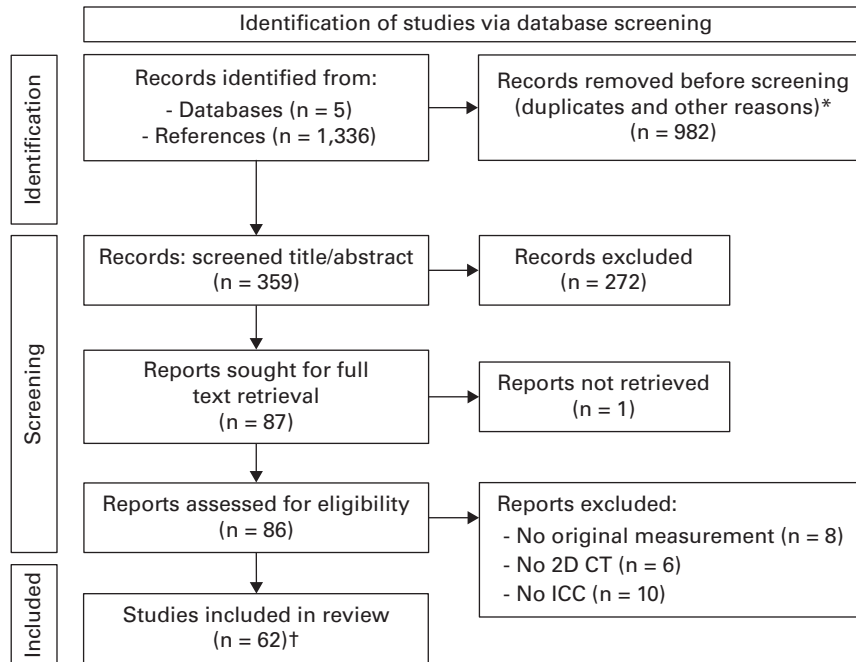 Identification of studies via database screening
Identification
Records identified from:
- Databases (n = 5)
- References (n = 1,336)
Records removed before screening
(duplicates and other reasons)*
(n = 982)
Screening
Records: screened title/abstract
(n = 359)
Records excluded
(n = 272)
Reports sought for full
text retrieval
(n = 87)
Reports not retrieved
(n = 1)
Reports assessed for eligibility
(n = 86)
Reports excluded:
- No original measurement (n = 8)
- No 2D CT (n = 6)
- No ICC (n = 10)
Included
Studies included in review
(n = 62)†